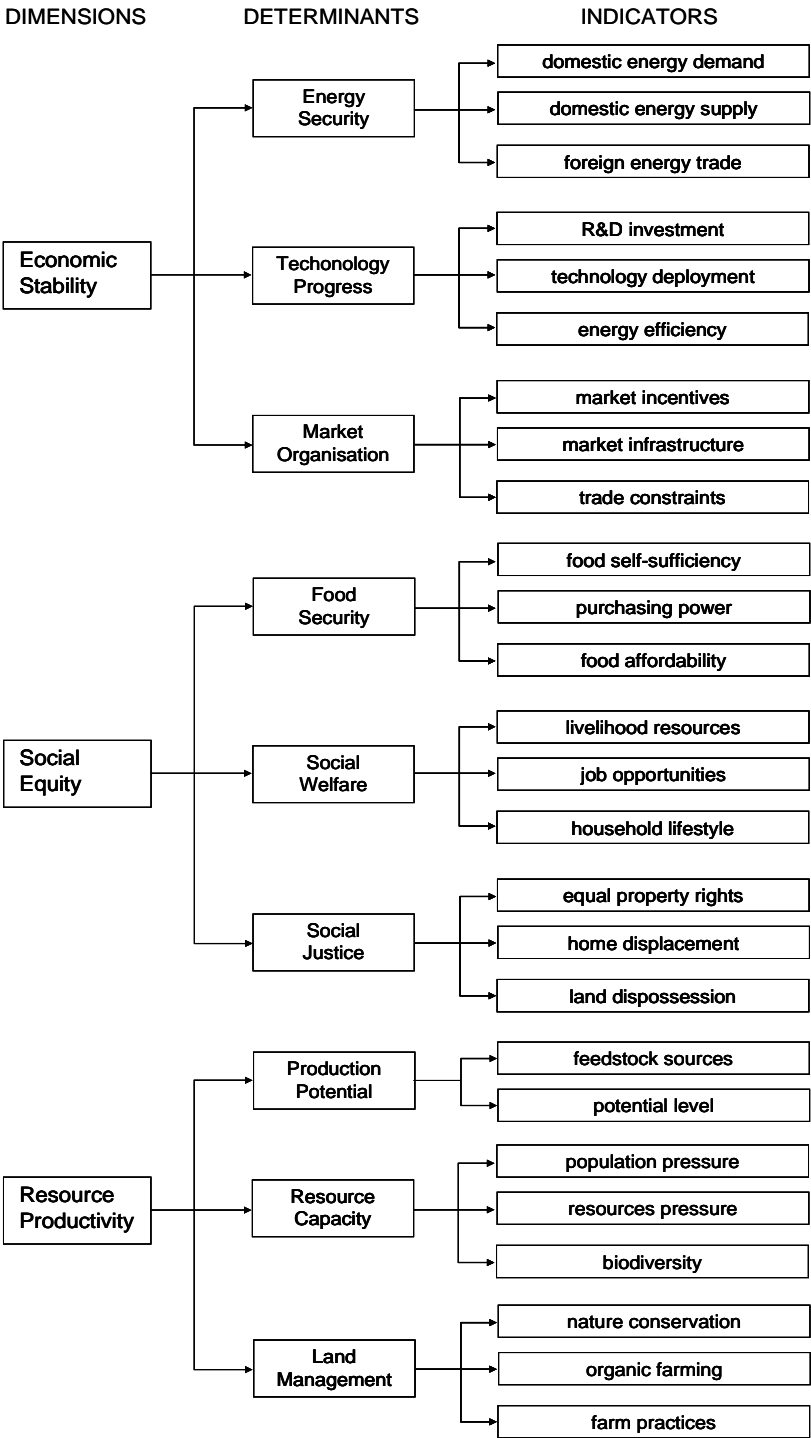 DIMENSIONS DETERMINANTS INDICATORS
Economic
Stability
Energy
Security
domestic energy demand
domestic energy supply
foreign energy trade
Techonology
Progress
R&D investment
technology deployment
energy efficiency
Market
Organisation
market incentives
market infrastructure
trade constraints
Social
Equity
Food
Security
food self-sufficiency
purchasing power
food affordability
Social
Welfare
livelihood resources
job opportunities
household lifestyle
Social
Justice
equal property rights
home displacement
land dispossession
Resource
Productivity
Production
Potential
feedstock sources
potential level
Resource
Capacity
population pressure
resources pressure
biodiversity
Land
Management
nature conservation
organic farming
farm practices